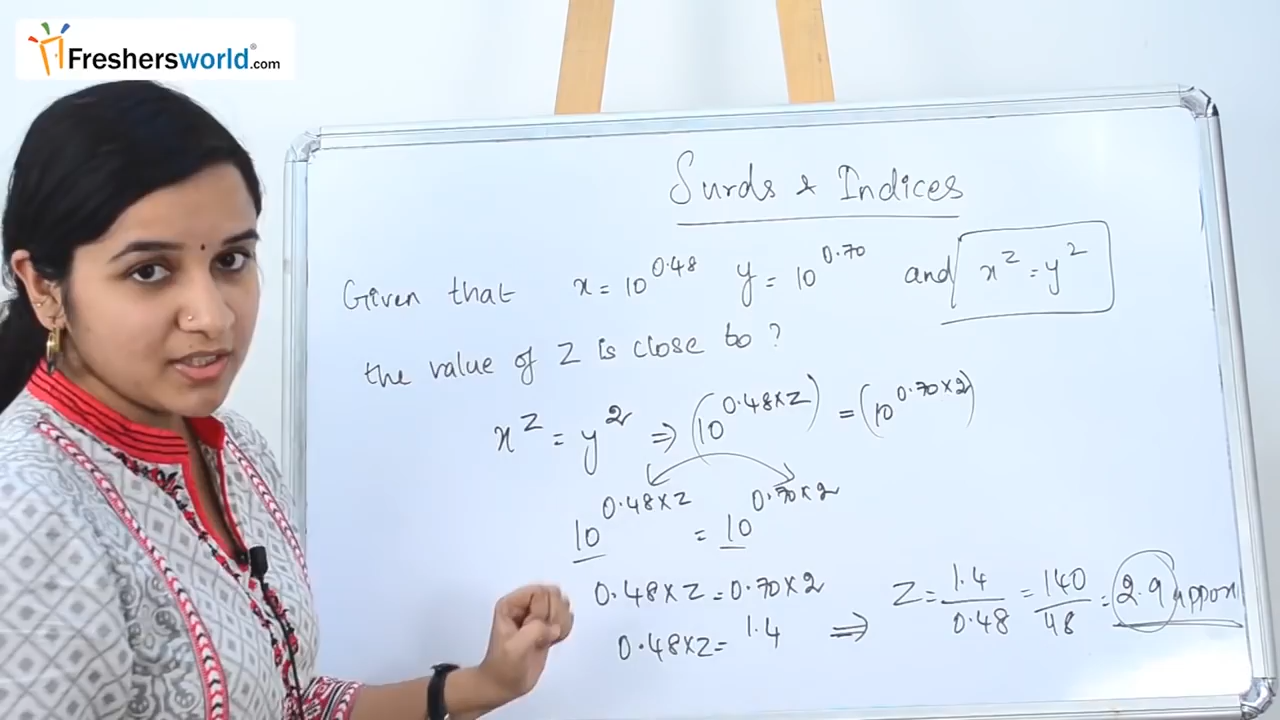 Freshersworld.com
Surds & Indices
Given that x = 10^0.48 y = 10^0.70 and x^z = y^2
the value of Z is close to ?
x^z = y^2 ⇒ (10^0.48×z) = (10^0.70×2)
10^0.48×z = 10^0.70×2
0.48×z = 0.70×2
0.48×z = 1.4 ⇒ Z = 1.4/0.48 = 140/48 = 2.9 appox